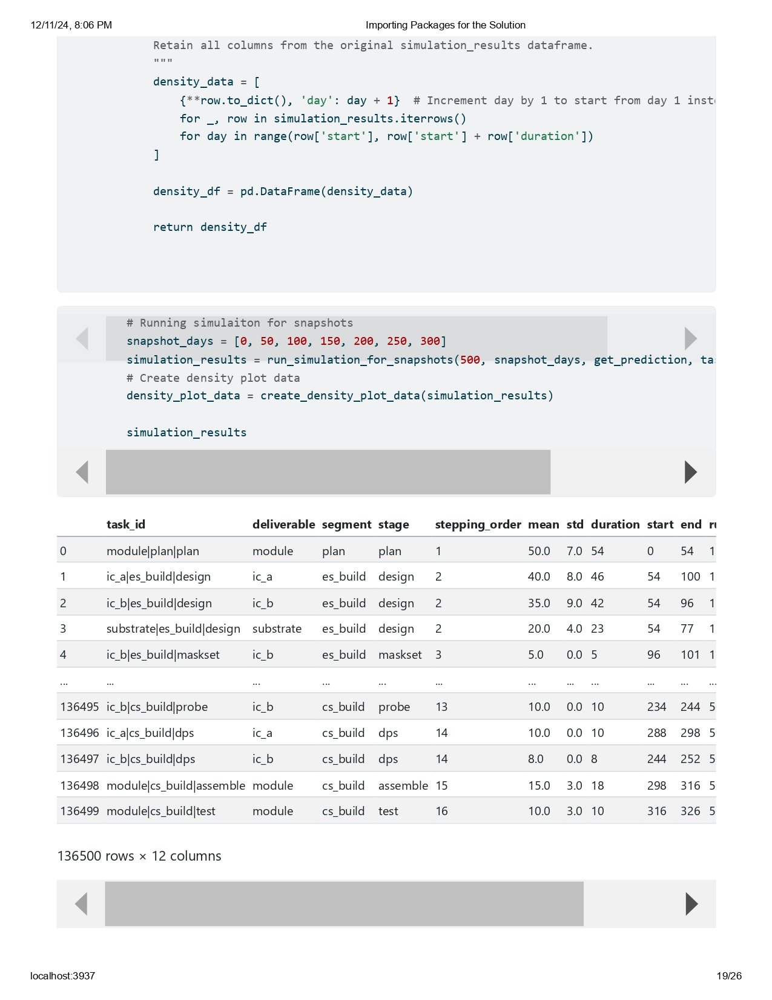 12/11/24, 8:06 PM Importing Packages for the Solution
Retain all columns from the original simulation_results dataframe.
"""
density_data = [
{**row.to_dict(), 'day': day + 1} # Increment day by 1 to start from day 1 inste
for _, row in simulation_results.iterrows()
for day in range(row['start'], row['start'] + row['duration'])
]
density_df = pd.DataFrame(density_data)
return density_df
# Running simulaiton for snapshots
snapshot_days = [0, 50, 100, 150, 200, 250, 300]
simulation_results = run_simulation_for_snapshots(500, snapshot_days, get_prediction, tas
# Create density plot data
density_plot_data = create_density_plot_data(simulation_results)
simulation_results
task_id deliverable segment stage stepping_order mean std duration start end ru
0 module|plan|plan module plan plan 1 50.0 7.0 54 0 54 1
1 ic_a|es_build|design ic_a es_build design 2 40.0 8.0 46 54 100 1
2 ic_b|es_build|design ic_b es_build design 2 35.0 9.0 42 54 96 1
3 substrate|es_build|design substrate es_build design 2 20.0 4.0 23 54 77 1
4 ic_b|es_build|maskset ic_b es_build maskset 3 5.0 0.0 5 96 101 1
... ... ... ... ... ... ... ... ... ... ... ...
136495 ic_b|cs_build|probe ic_b cs_build probe 13 10.0 0.0 10 234 244 5
136496 ic_a|cs_build|dps ic_a cs_build dps 14 10.0 0.0 10 288 298 5
136497 ic_b|cs_build|dps ic_b cs_build dps 14 8.0 0.0 8 244 252 5
136498 module|cs_build|assemble module cs_build assemble 15 15.0 3.0 18 298 316 5
136499 module|cs_build|test module cs_build test 16 10.0 3.0 10 316 326 5
136500 rows × 12 columns
localhost:3937 19/26